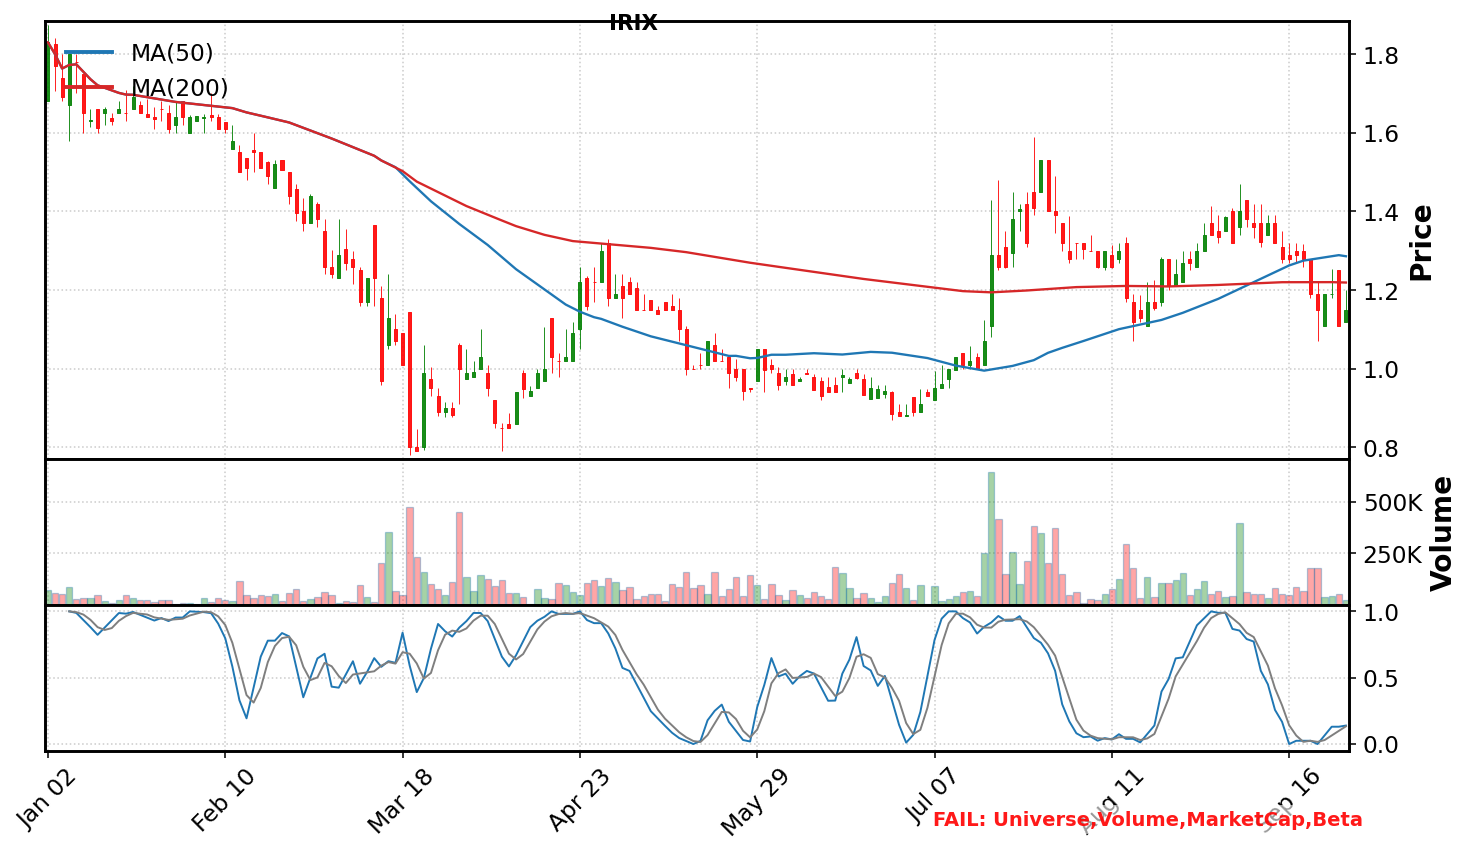 IRIX
MA(50)
MA(200)
1.8
1.6
1.4
1.2
1.0
0.8
Price
500K
250K
Volume
1.0
0.5
0.0
Jan 02
Feb 10
Mar 18
Apr 23
May 29
Jul 07
Aug 11
Sep 16
FAIL: Universe,Volume,MarketCap,Beta